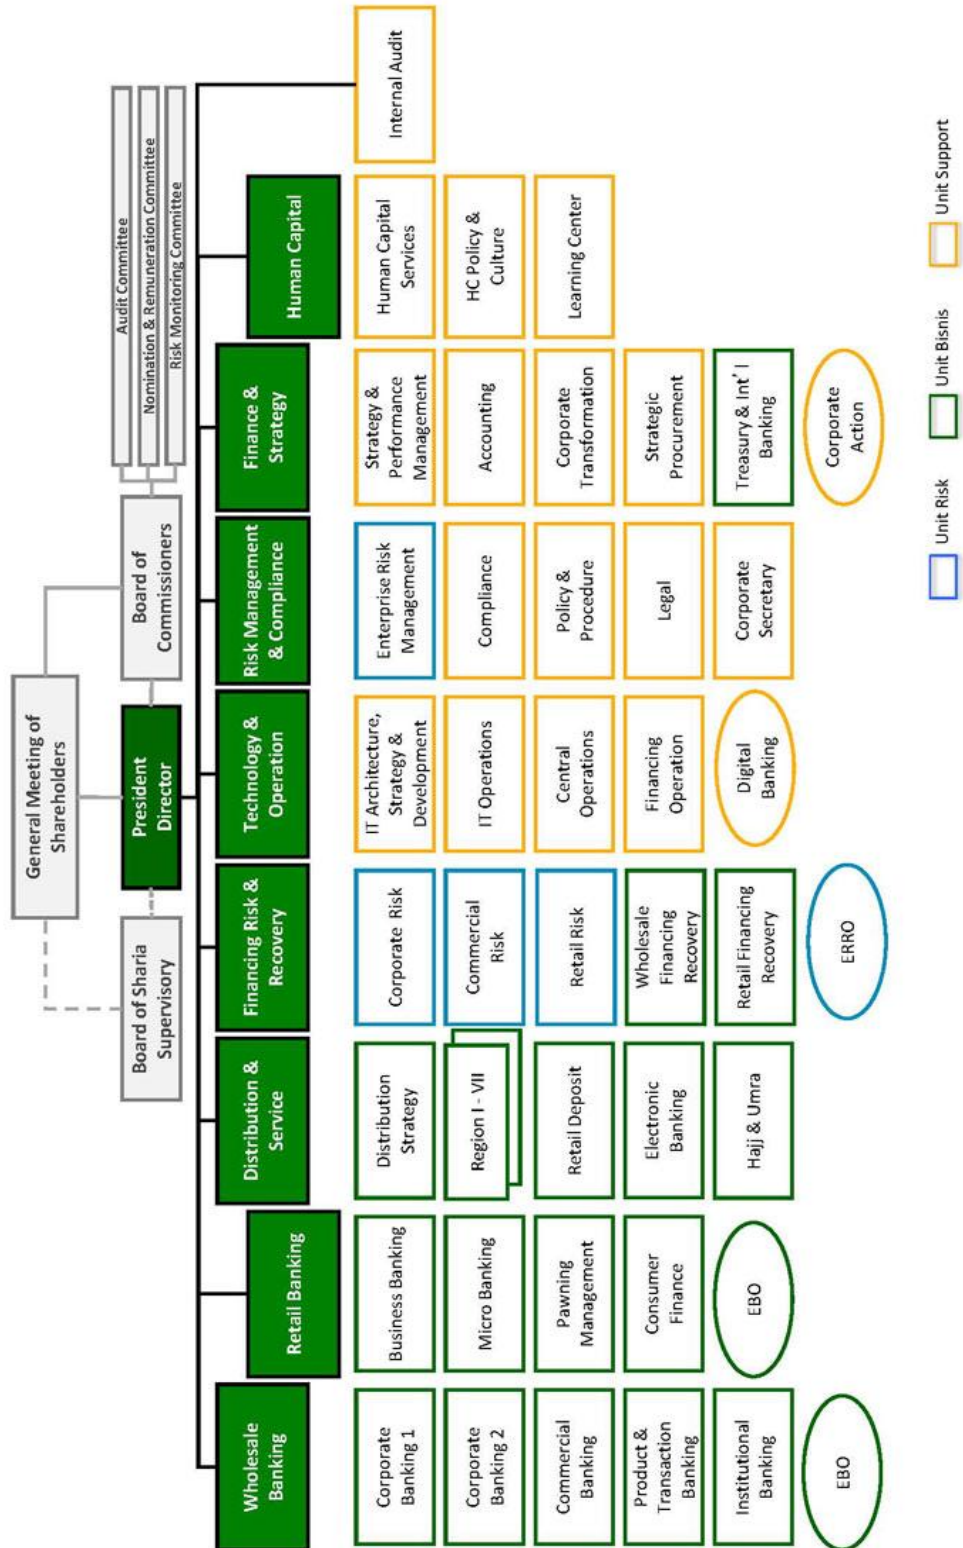 General Meeting of
Shareholders
Board of Sharia
Supervisory
President
Director
Board of
Commissioners
Audit Committee
Nomination & Remuneration Committee
Risk Monitoring Committee
Wholesale
Banking
Corporate
Banking 1
Corporate
Banking 2
Commercial
Banking
Product &
Transaction
Banking
Institutional
Banking
EBO
Retail Banking
Business Banking
Micro Banking
Pawning
Management
Consumer
Finance
EBO
Distribution &
Service
Distribution
Strategy
Region I - VII
Retail Deposit
Electronic
Banking
Hajj & Umra
Financing Risk &
Recovery
Corporate Risk
Commercial
Risk
Retail Risk
Wholesale
Financing
Recovery
Retail Financing
Recovery
ERRO
Technology &
Operation
IT Architecture,
Strategy &
Development
IT Operations
Central
Operations
Financing
Operation
Digital
Banking
Risk Management
& Compliance
Enterprise Risk
Management
Compliance
Policy &
Procedure
Legal
Corporate
Secretary
Finance &
Strategy
Strategy &
Performance
Management
Accounting
Corporate
Transformation
Strategic
Procurement
Treasury & Int' l
Banking
Corporate
Action
Human Capital
Human Capital
Services
HC Policy &
Culture
Learning Center
Internal Audit
Unit Risk
Unit Bisnis
Unit Support